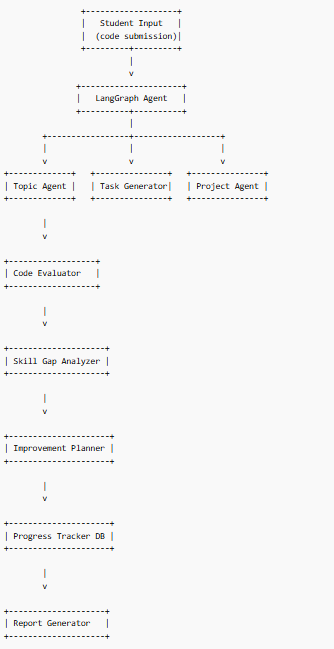 Student Input
(code submission)
LangGraph Agent
Topic Agent | Task Generator | Project Agent
Code Evaluator
Skill Gap Analyzer
Improvement Planner
Progress Tracker DB
Report Generator